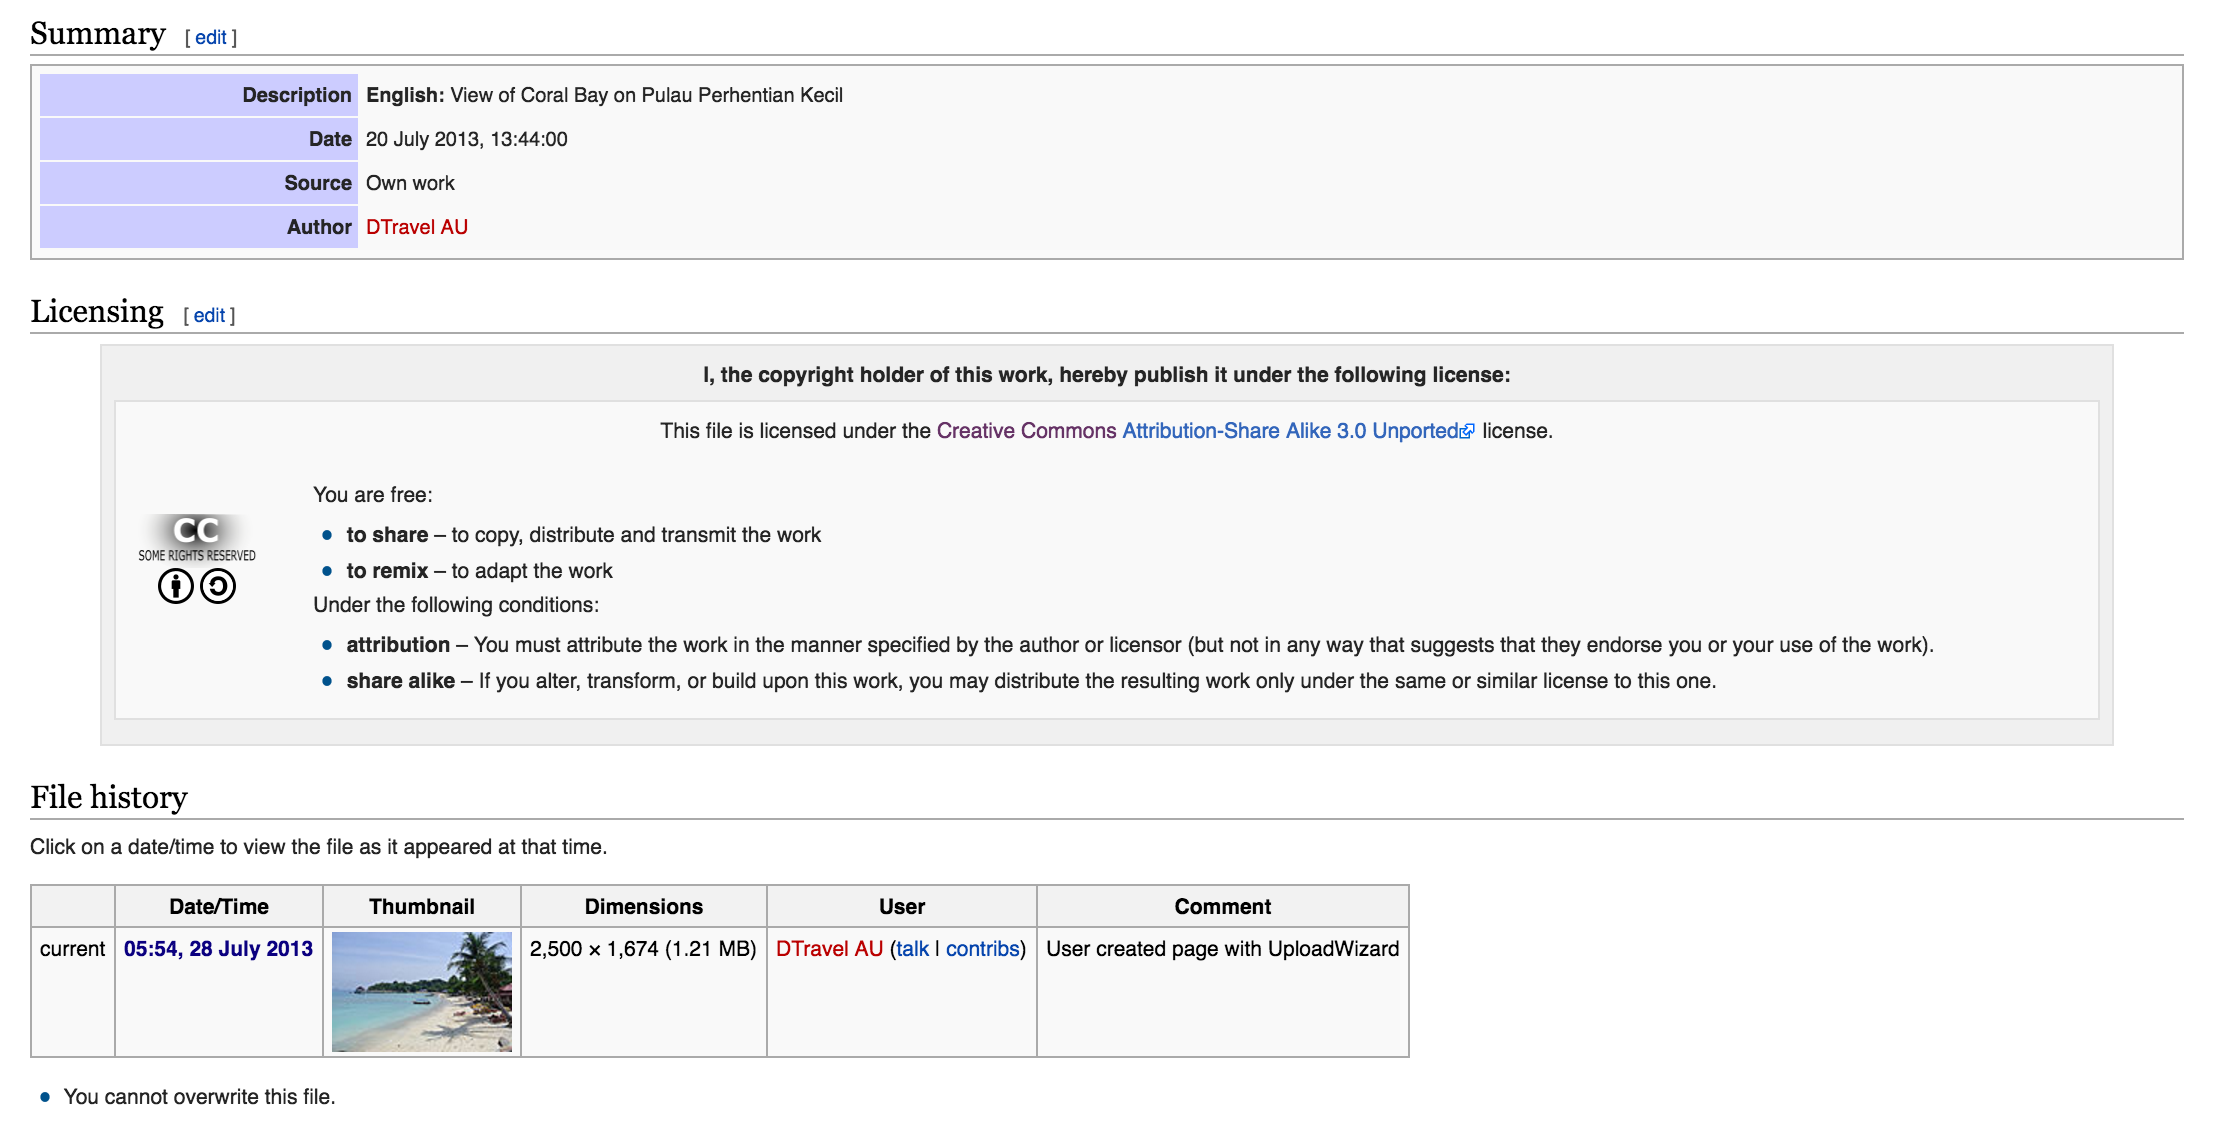 Summary [ edit ]
Description English: View of Coral Bay on Pulau Perhentian Kecil
Date 20 July 2013, 13:44:00
Source Own work
Author DTravel AU
Licensing [ edit ]
I, the copyright holder of this work, hereby publish it under the following license:
This file is licensed under the Creative Commons Attribution-Share Alike 3.0 Unported license.
You are free:
• to share – to copy, distribute and transmit the work
• to remix – to adapt the work
Under the following conditions:
• attribution – You must attribute the work in the manner specified by the author or licensor (but not in any way that suggests that they endorse you or your use of the work).
• share alike – If you alter, transform, or build upon this work, you may distribute the resulting work only under the same or similar license to this one.
CC
SOME RIGHTS RESERVED
File history
Click on a date/time to view the file as it appeared at that time.
Date/Time Thumbnail Dimensions User Comment
current 05:54, 28 July 2013 2,500 × 1,674 (1.21 MB) DTravel AU (talk | contribs) User created page with UploadWizard
• You cannot overwrite this file.